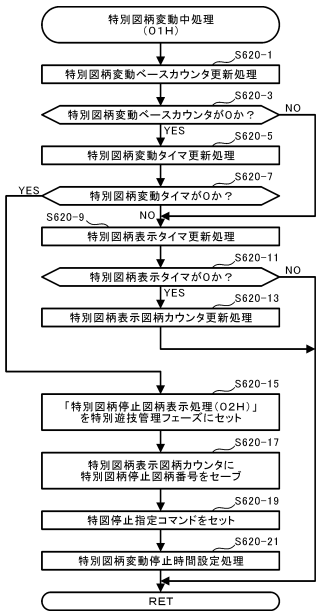 特別図柄変動中処理
(01H)
S620-1
特別図柄変動ベースカウンタ更新処理
S620-3
特別図柄変動ベースカウンタが0か?
NO
YES
S620-5
特別図柄変動タイマ更新処理
S620-7
YES
特別図柄変動タイマが0か?
NO
S620-9
特別図柄表示タイマ更新処理
S620-11
特別図柄表示タイマが0か?
NO
YES
S620-13
特別図柄表示図柄カウンタ更新処理
S620-15
「特別図柄停止図柄表示処理(02H)」
を特別遊技管理フェーズにセット
S620-17
特別図柄表示図柄カウンタに
特別図柄停止図柄番号をセーブ
S620-19
特図停止指定コマンドをセット
S620-21
特別図柄変動停止時間設定処理
RET